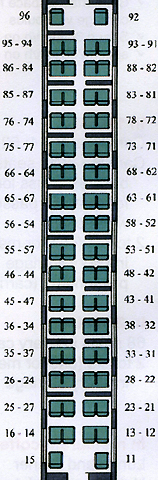 96 92
95 - 94 93 - 91
86 - 84 88 - 82
85 - 87 83 - 81
76 - 74 78 - 72
75 - 77 73 - 71
66 - 64 68 - 62
65 - 67 63 - 61
56 - 54 58 - 52
55 - 57 53 - 51
46 - 44 48 - 42
45 - 47 43 - 41
36 - 34 38 - 32
35 - 37 33 - 31
26 - 24 28 - 22
25 - 27 23 - 21
16 - 14 13 - 12
15 11